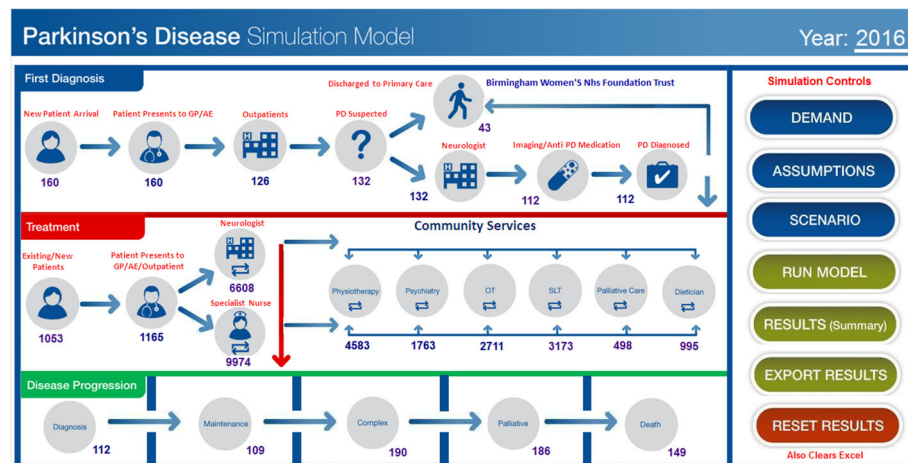 Parkinson's Disease Simulation Model
Year: 2016
First Diagnosis
Discharged to Primary Care
Birmingham Women'S Nhs Foundation Trust
New Patient Arrival
Patient Presents to GP/AE
Outpatients
PD Suspected
43
Neurologist
Imaging/Anti PD Medication
PD Diagnosed
H
?
H
160
160
126
132
132
112
112
Treatment
Neurologist
Community Services
Existing/New
Patients
Patient Presents to
GP/AE/Outpatient
H
6608
Specialist Nurse
Physiotherapy
Psychiatry
OT
SLT
Palliative Care
Dietician
1053
1165
9974
4583
1763
2711
3173
498
995
Disease Progression
Diagnosis
Maintenance
Complex
Palliative
Death
112
109
190
186
149
Simulation Controls
DEMAND
ASSUMPTIONS
SCENARIO
RUN MODEL
RESULTS (Summary)
EXPORT RESULTS
RESET RESULTS
Also Clears Excel